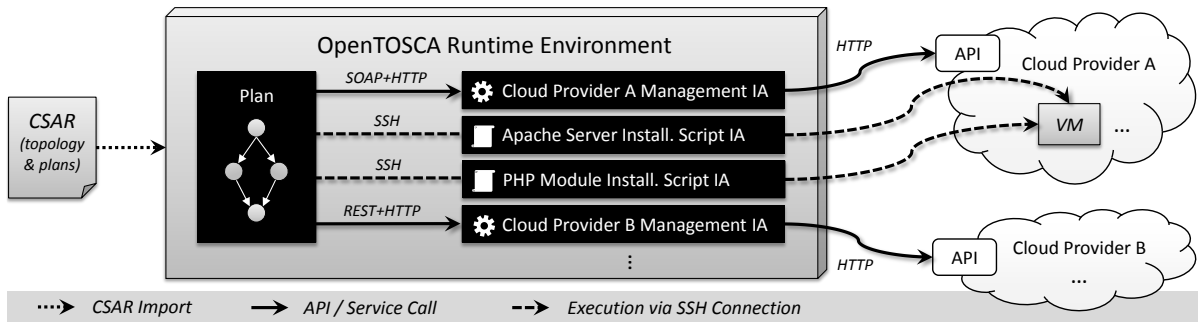 OpenTOSCA Runtime Environment
CSAR
(topology
& plans)
Plan
SOAP+HTTP
Cloud Provider A Management IA
SSH
Apache Server Install. Script IA
SSH
PHP Module Install. Script IA
REST+HTTP
Cloud Provider B Management IA
...
HTTP
API
Cloud Provider A
VM
...
HTTP
API
Cloud Provider B
...
CSAR Import
API / Service Call
Execution via SSH Connection